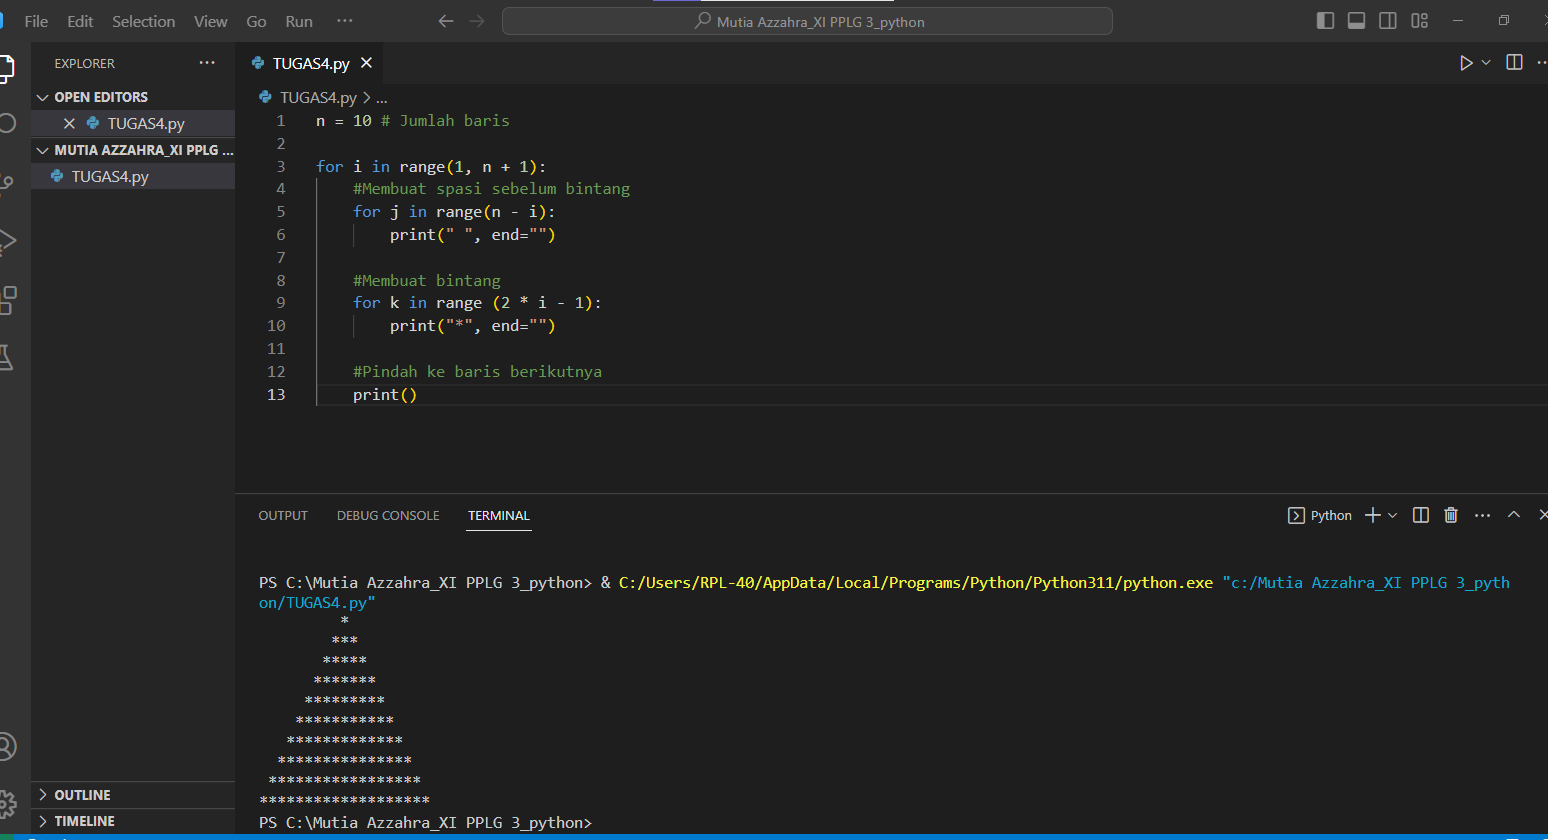 File Edit Selection View Go Run ···
Mutia Azzahra_XI PPLG 3_python
EXPLORER ···
OPEN EDITORS
TUGAS4.py
MUTIA AZZAHRA_XI PPLG ...
TUGAS4.py
OUTLINE
TIMELINE
TUGAS4.py
TUGAS4.py > ...
1 n = 10 # Jumlah baris
2
3 for i in range(1, n + 1):
4     #Membuat spasi sebelum bintang
5     for j in range(n - i):
6         print(" ", end="")
7
8     #Membuat bintang
9     for k in range (2 * i - 1):
10         print("*", end="")
11
12     #Pindah ke baris berikutnya
13     print()
OUTPUT DEBUG CONSOLE TERMINAL
Python
PS C:\Mutia Azzahra_XI PPLG 3_python> & C:/Users/RPL-40/AppData/Local/Programs/Python/Python311/python.exe "c:/Mutia Azzahra_XI PPLG 3_pyth
on/TUGAS4.py"
         *
        ***
       *****
      *******
     *********
    ***********
   *************
  ***************
 *****************
*******************
PS C:\Mutia Azzahra_XI PPLG 3_python>